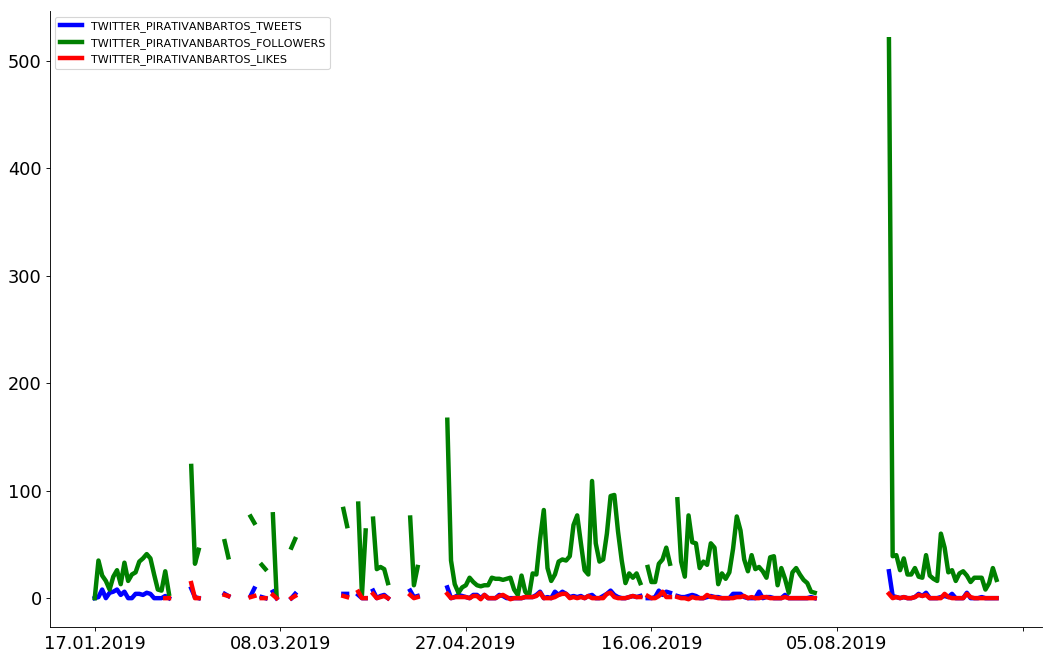 TWITTER_PIRATIVANBARTOS_TWEETS
TWITTER_PIRATIVANBARTOS_FOLLOWERS
TWITTER_PIRATIVANBARTOS_LIKES
500
400
300
200
100
0
17.01.2019 08.03.2019 27.04.2019 16.06.2019 05.08.2019